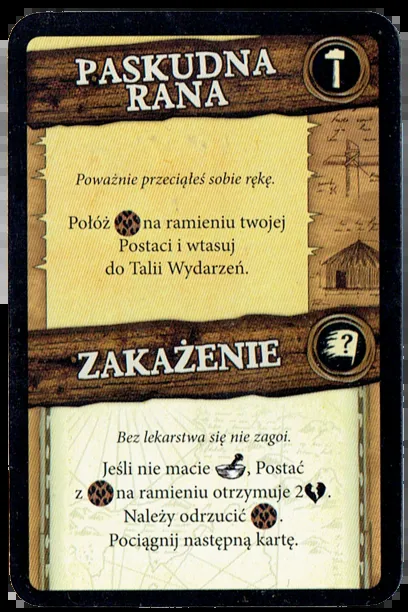 PASKUDNA
RANA
Poważnie przeciąłeś sobie rękę.
Połóż na ramieniu twojej
Postaci i wtasuj
do Talii Wydarzeń.
?
ZAKAŻENIE
Bez lekarstwa się nie zagoi.
Jeśli nie macie , Postać
z na ramieniu otrzymuje 2 .
Należy odrzucić .
Pociągnij następną kartę.